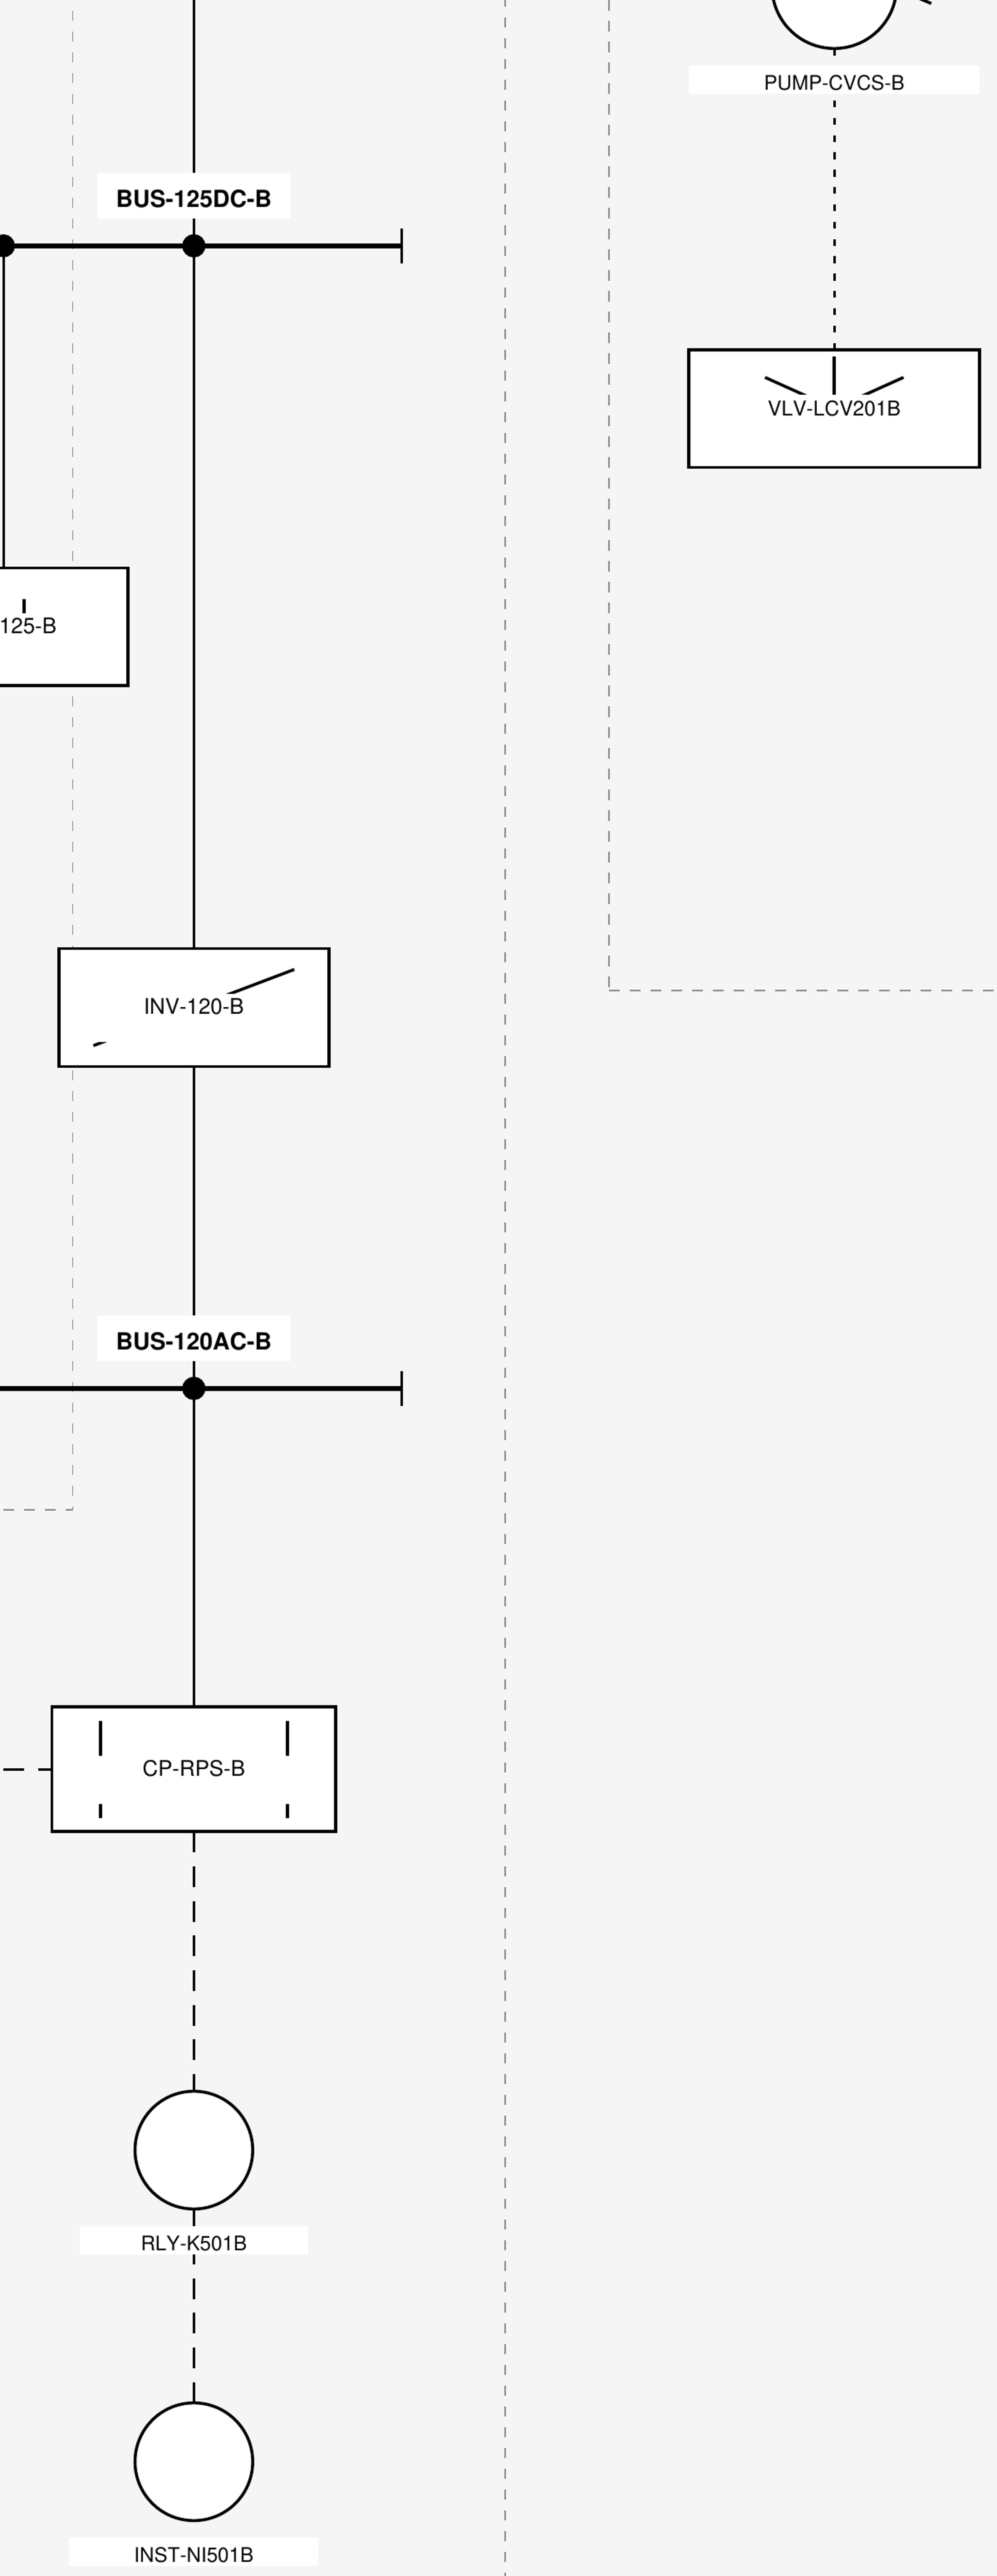 PUMP-CVCS-B
BUS-125DC-B
VLV-LCV201B
125-B
INV-120-B
BUS-120AC-B
CP-RPS-B
RLY-K501B
INST-NI501B